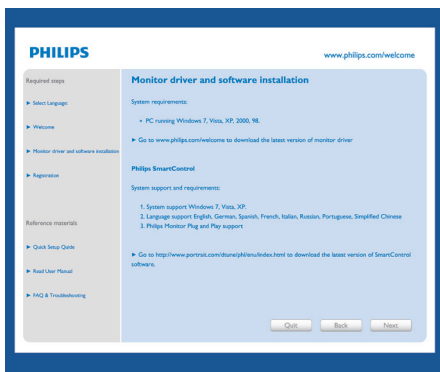 PHILIPS
www.philips.com/welcome
Required steps
► Select Language:
► Welcome
► Monitor driver and software installation
► Registration
Reference materials
► Quick Setup Quide
► Read User Manual
► FAQ & Troubleshooting
Monitor driver and software installation
System requirements:
• PC running Windows 7, Vista, XP, 2000, 98.
► Go to www.philips.com/welcome to download the latest version of monitor driver
Philips SmartControl
System support and requirements:
1. System support Windows 7, Vista, XP.
2. Language support English, German, Spanish, French, Italian, Russian, Portuguese, Simplified Chinese
3. Philips Monitor Plug and Play support
► Go to http://www.portrait.com/dtune/phl/enu/index.html to download the latest version of SmartControl
software.
Quit Back Next